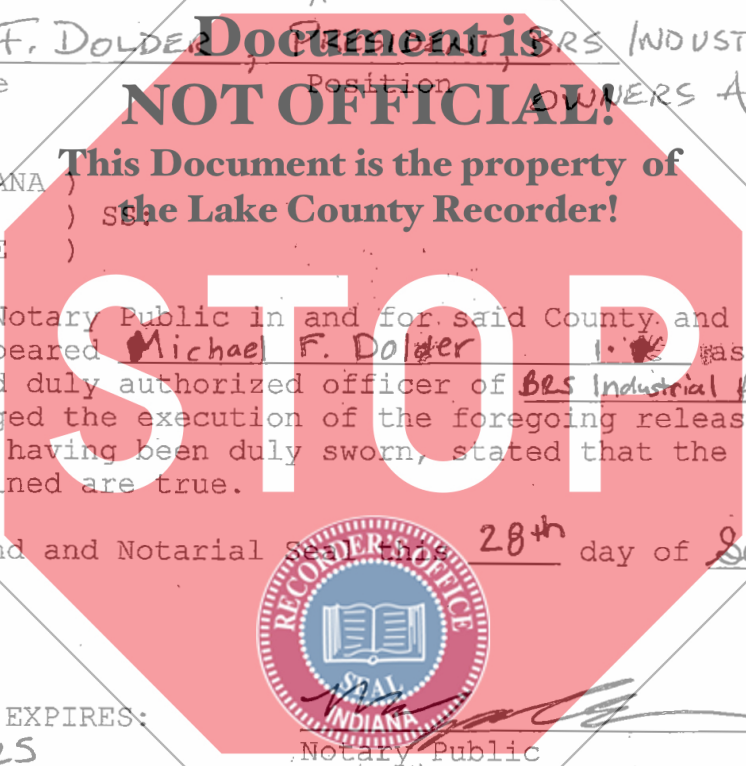 F. DOLDER, PRESIDENT, BRS INDUST
Document is
Position
OWNERS A
NOT OFFICIAL!
This Document is the property of
the Lake County Recorder!
ANA )
) SS:
E )
STOP
Notary Public in and for said County and
peared Michael F. Dolder as
d duly authorized officer of BRS Industrial
ged the execution of the foregoing releas
having been duly sworn, stated that the
ned are true.
nd and Notarial Seal this 28th day of
RECORDER'S OFFICE
SEAL
INDIANA
EXPIRES:
25
Notary Public